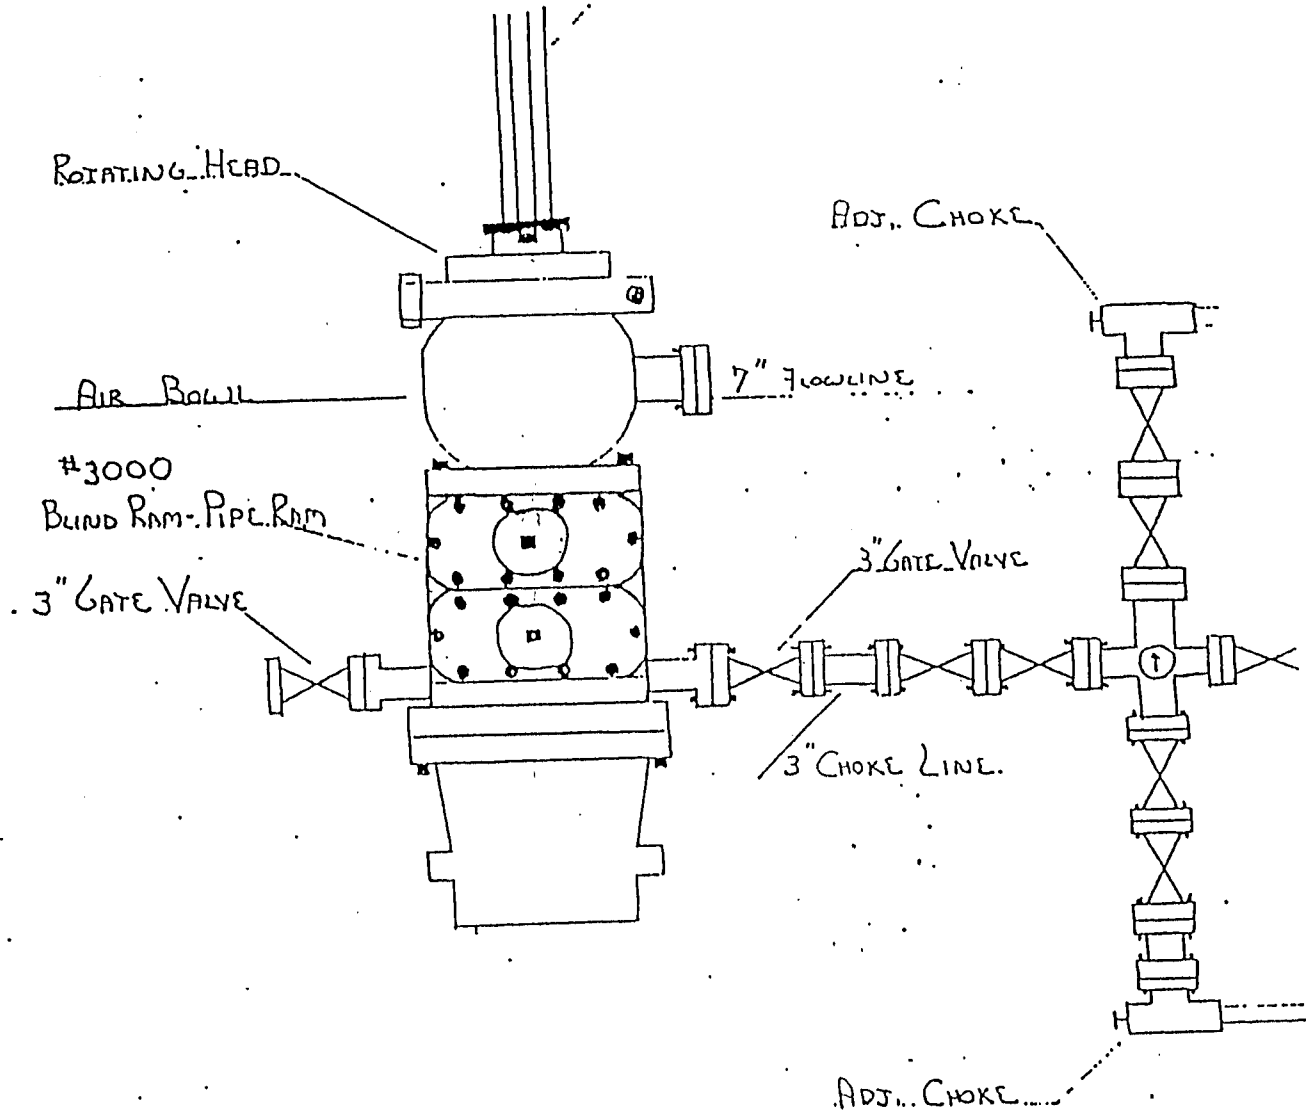 ROTATING HEAD
ADJ. CHOKE
AIR BOWL
7" FLOWLINE
#3000
BLIND RAM-PIPE RAM
3" GATE VALVE
3" GATE VALVE
3" CHOKE LINE.
ADJ. CHOKE